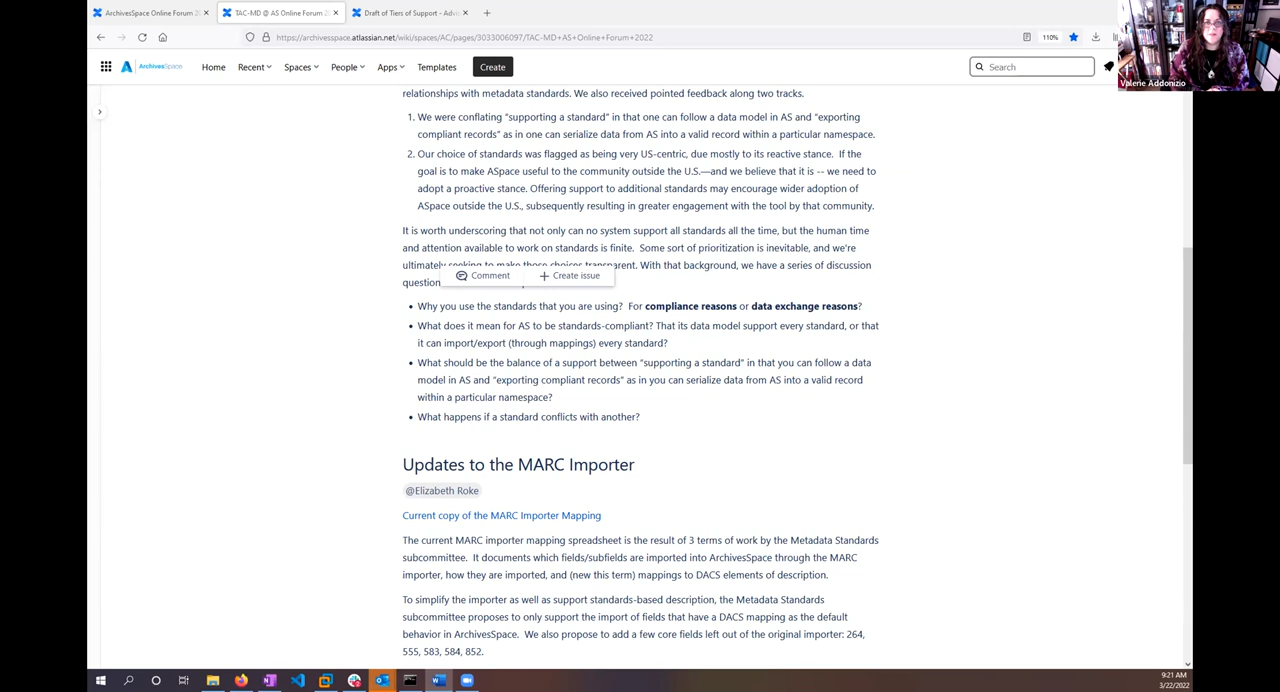 ArchivesSpace Online Forum 20
TAC-MD @ AS Online Forum 2
Draft of Tiers of Support - Advis
https://archivesspace.atlassian.net/wiki/spaces/AC/pages/3033006097/TAC-MD+AS+Online+Forum+2022
110%
ArchivesSpace
Home
Recent
Spaces
People
Apps
Templates
Create
Search
Valerie Addonizio
relationships with metadata standards. We also received pointed feedback along two tracks.
1. We were conflating “supporting a standard” in that one can follow a data model in AS and “exporting
compliant records” as in one can serialize data from AS into a valid record within a particular namespace.
2. Our choice of standards was flagged as being very US-centric, due mostly to its reactive stance. If the
goal is to make ASpace useful to the community outside the U.S.—and we believe that it is -- we need to
adopt a proactive stance. Offering support to additional standards may encourage wider adoption of
ASpace outside the U.S., subsequently resulting in greater engagement with the tool by that community.
It is worth underscoring that not only can no system support all standards all the time, but the human time
and attention available to work on standards is finite. Some sort of prioritization is inevitable, and we're
ultimately seeking to make those choices transparent. With that background, we have a series of discussion
question
Comment
Create issue
• Why you use the standards that you are using? For compliance reasons or data exchange reasons?
• What does it mean for AS to be standards-compliant? That its data model support every standard, or that
it can import/export (through mappings) every standard?
• What should be the balance of a support between “supporting a standard” in that you can follow a data
model in AS and “exporting compliant records” as in you can serialize data from AS into a valid record
within a particular namespace?
• What happens if a standard conflicts with another?
Updates to the MARC Importer
@Elizabeth Roke
Current copy of the MARC Importer Mapping
The current MARC importer mapping spreadsheet is the result of 3 terms of work by the Metadata Standards
subcommittee. It documents which fields/subfields are imported into ArchivesSpace through the MARC
importer, how they are imported, and (new this term) mappings to DACS elements of description.
To simplify the importer as well as support standards-based description, the Metadata Standards
subcommittee proposes to only support the import of fields that have a DACS mapping as the default
behavior in ArchivesSpace. We also propose to add a few core fields left out of the original importer: 264,
555, 583, 584, 852.
9:21 AM
3/22/2022